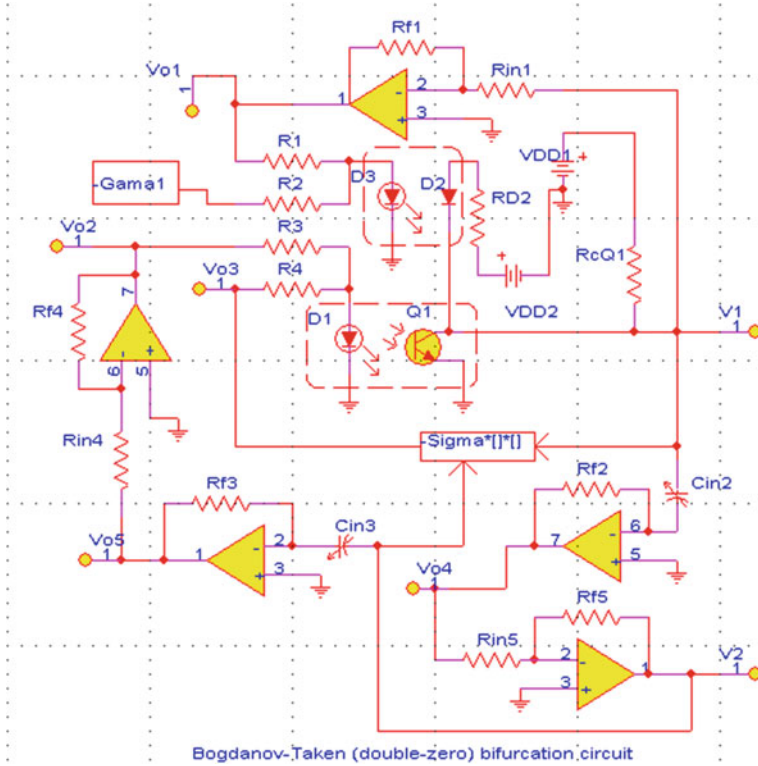 Rf1
Vo1
1
1
2
3
Rin1
R1
R2
-Gama1
D3
D2
VDD1
RD2
Vo2
1
R3
Vo3
1
R4
RcQ1
VDD2
Rf4
7
6
5
D1
Q1
V1
1
Rin4
-Sigma*[]*[]
Rf3
Rf2
Cin2
Cin3
Vo5
1
1
2
3
7
6
5
Vo4
1
Rf5
Rin5
2
3
1
V2
1
Bogdanov-Taken (double-zero) bifurcation circuit